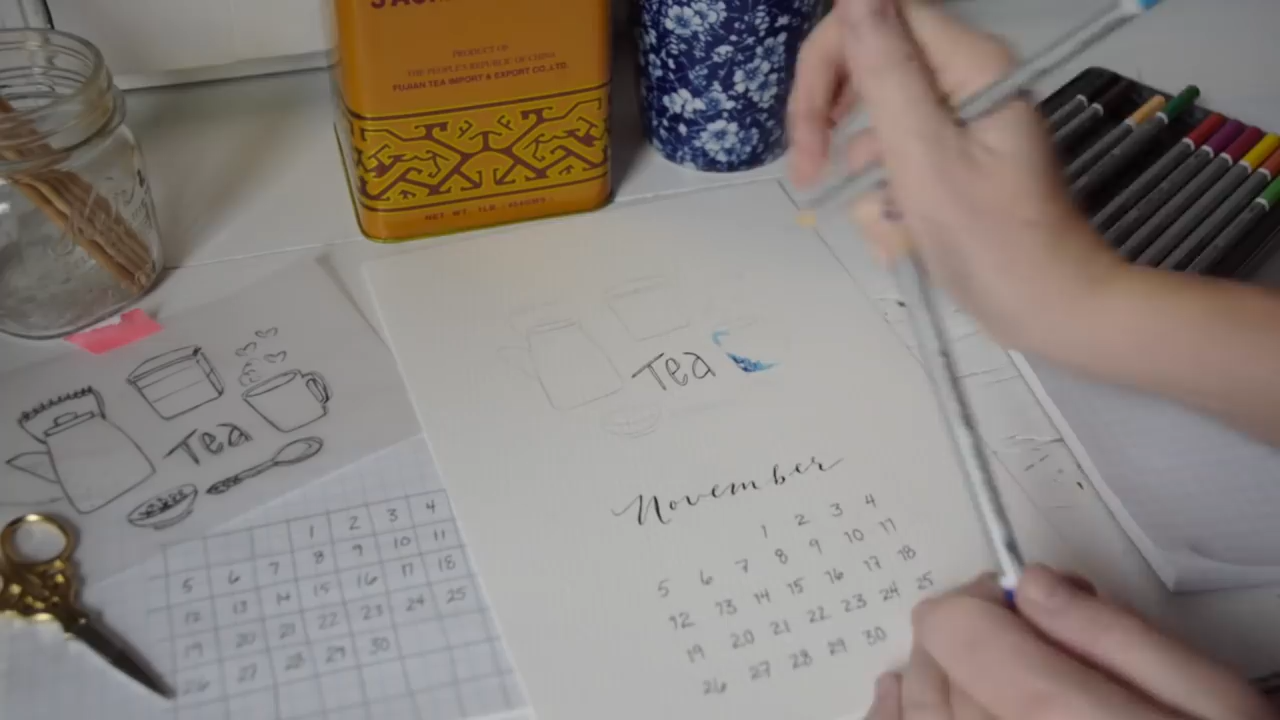 PRODUCT OF
THE PEOPLE'S REPUBLIC OF CHINA
FUJIAN TEA IMPORT & EXPORT CO., LTD.
NET. WT. 1LB.
Tea
1 2 3 4
5 6 7 8 9 10 11
12 13 14 15 16 17 18
19 20 21 22 23 24 25
26 27 28 29 30
Tea
November
1 2 3 4
5 6 7 8 9 10 11
12 13 14 15 16 17 18
19 20 21 22 23 24 25
26 27 28 29 30